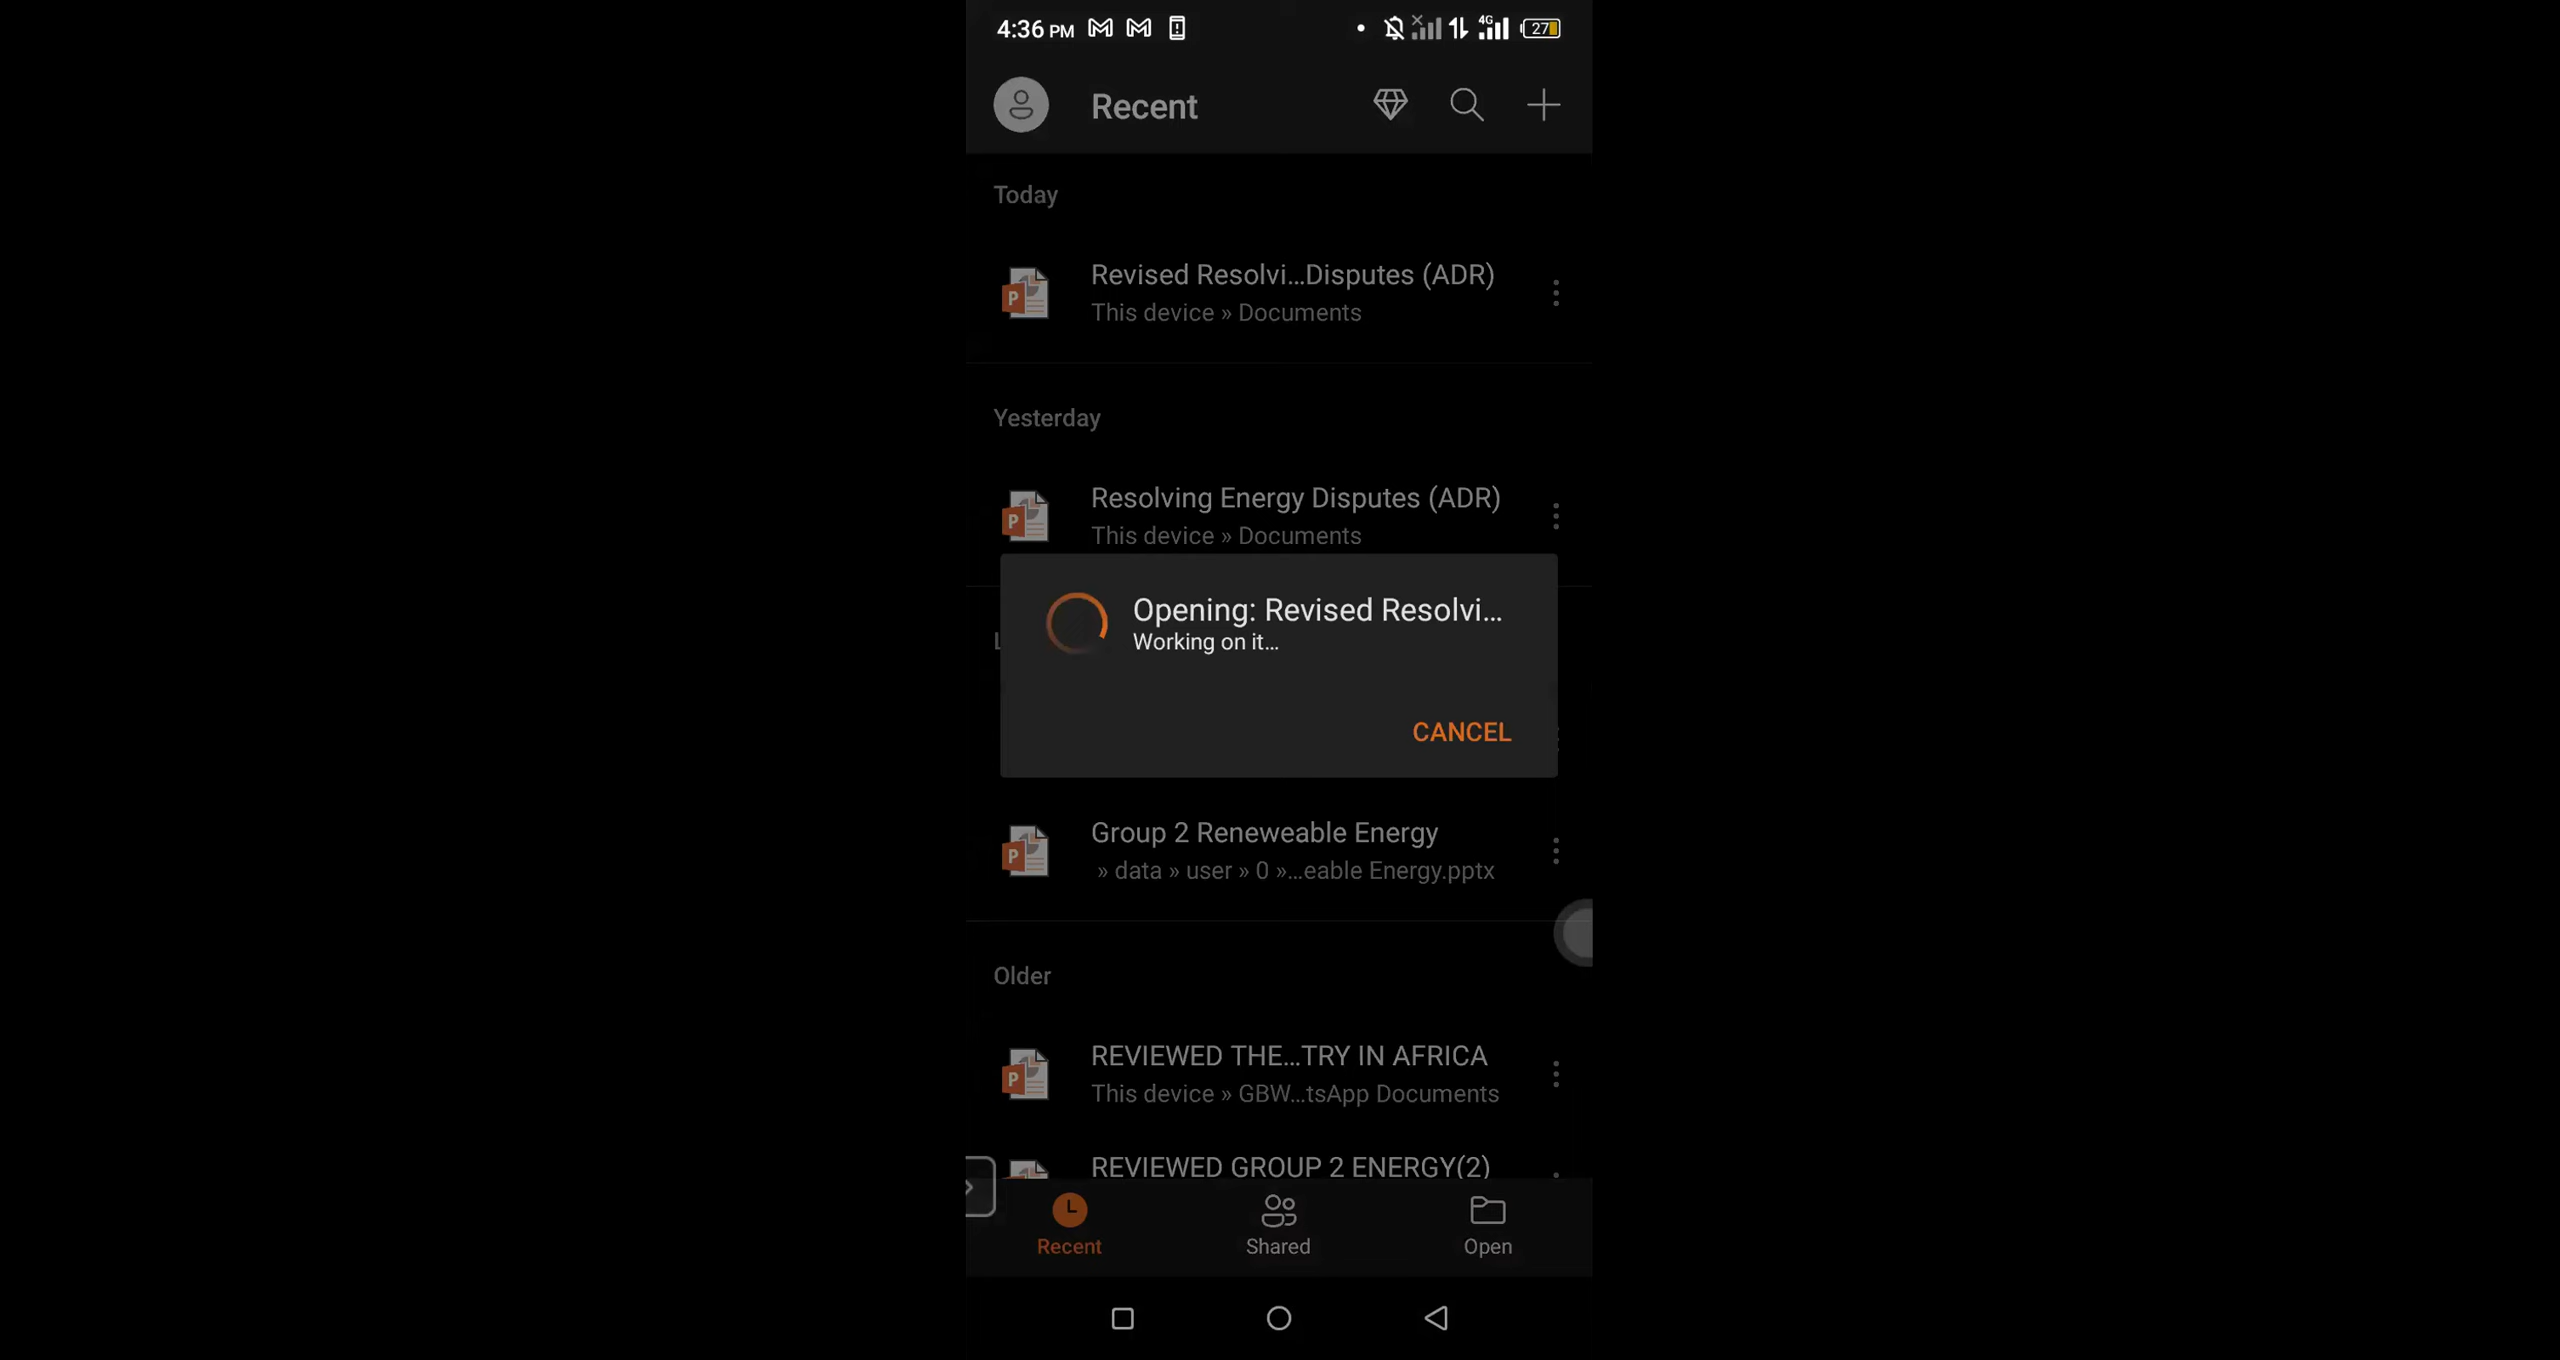 4:36 PM
4G
27
Recent
Today
Revised Resolvi...Disputes (ADR)
This device » Documents
Yesterday
Resolving Energy Disputes (ADR)
This device » Documents
L
Opening: Revised Resolvi...
Working on it...
CANCEL
Group 2 Reneweable Energy
» data » user » 0 »...eable Energy.pptx
Older
REVIEWED THE...TRY IN AFRICA
This device » GBW...tsApp Documents
REVIEWED GROUP 2 ENERGY(2)
Recent
Shared
Open